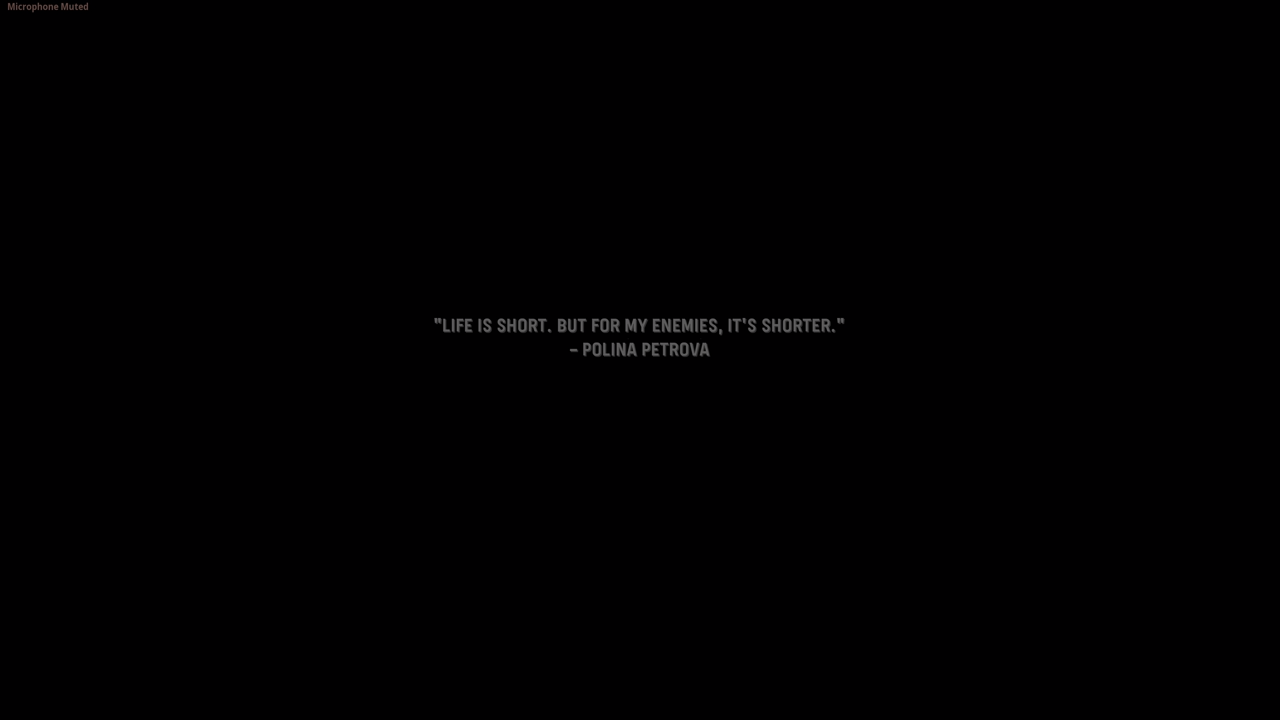 Microphone Muted
"LIFE IS SHORT. BUT FOR MY ENEMIES, IT'S SHORTER."
– POLINA PETROVA